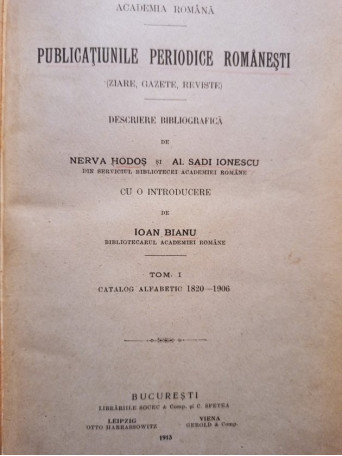 ACADEMIA ROMÂNĂ
PUBLICAȚIUNILE PERIODICE ROMÂNEȘTI
(ZIARE, GAZETE, REVISTE)
DESCRIERE BIBLIOGRAFICĂ
DE
NERVA HODOȘ ȘI AL. SADI IONESCU
DIN SERVICIUL BIBLIOTECEI ACADEMIEI ROMÂNE
CU O INTRODUCERE
DE
IOAN BIANU
BIBLIOTECARUL ACADEMIEI ROMÂNE
TOM. I
CATALOG ALFABETIC 1820—1906
BUCUREȘTI
LIBRĂRIILE SOCEC & Comp. și C. SFETEA
LEIPZIG VIENA
OTTO HARRASSOWITZ GEROLD & Comp.
1913